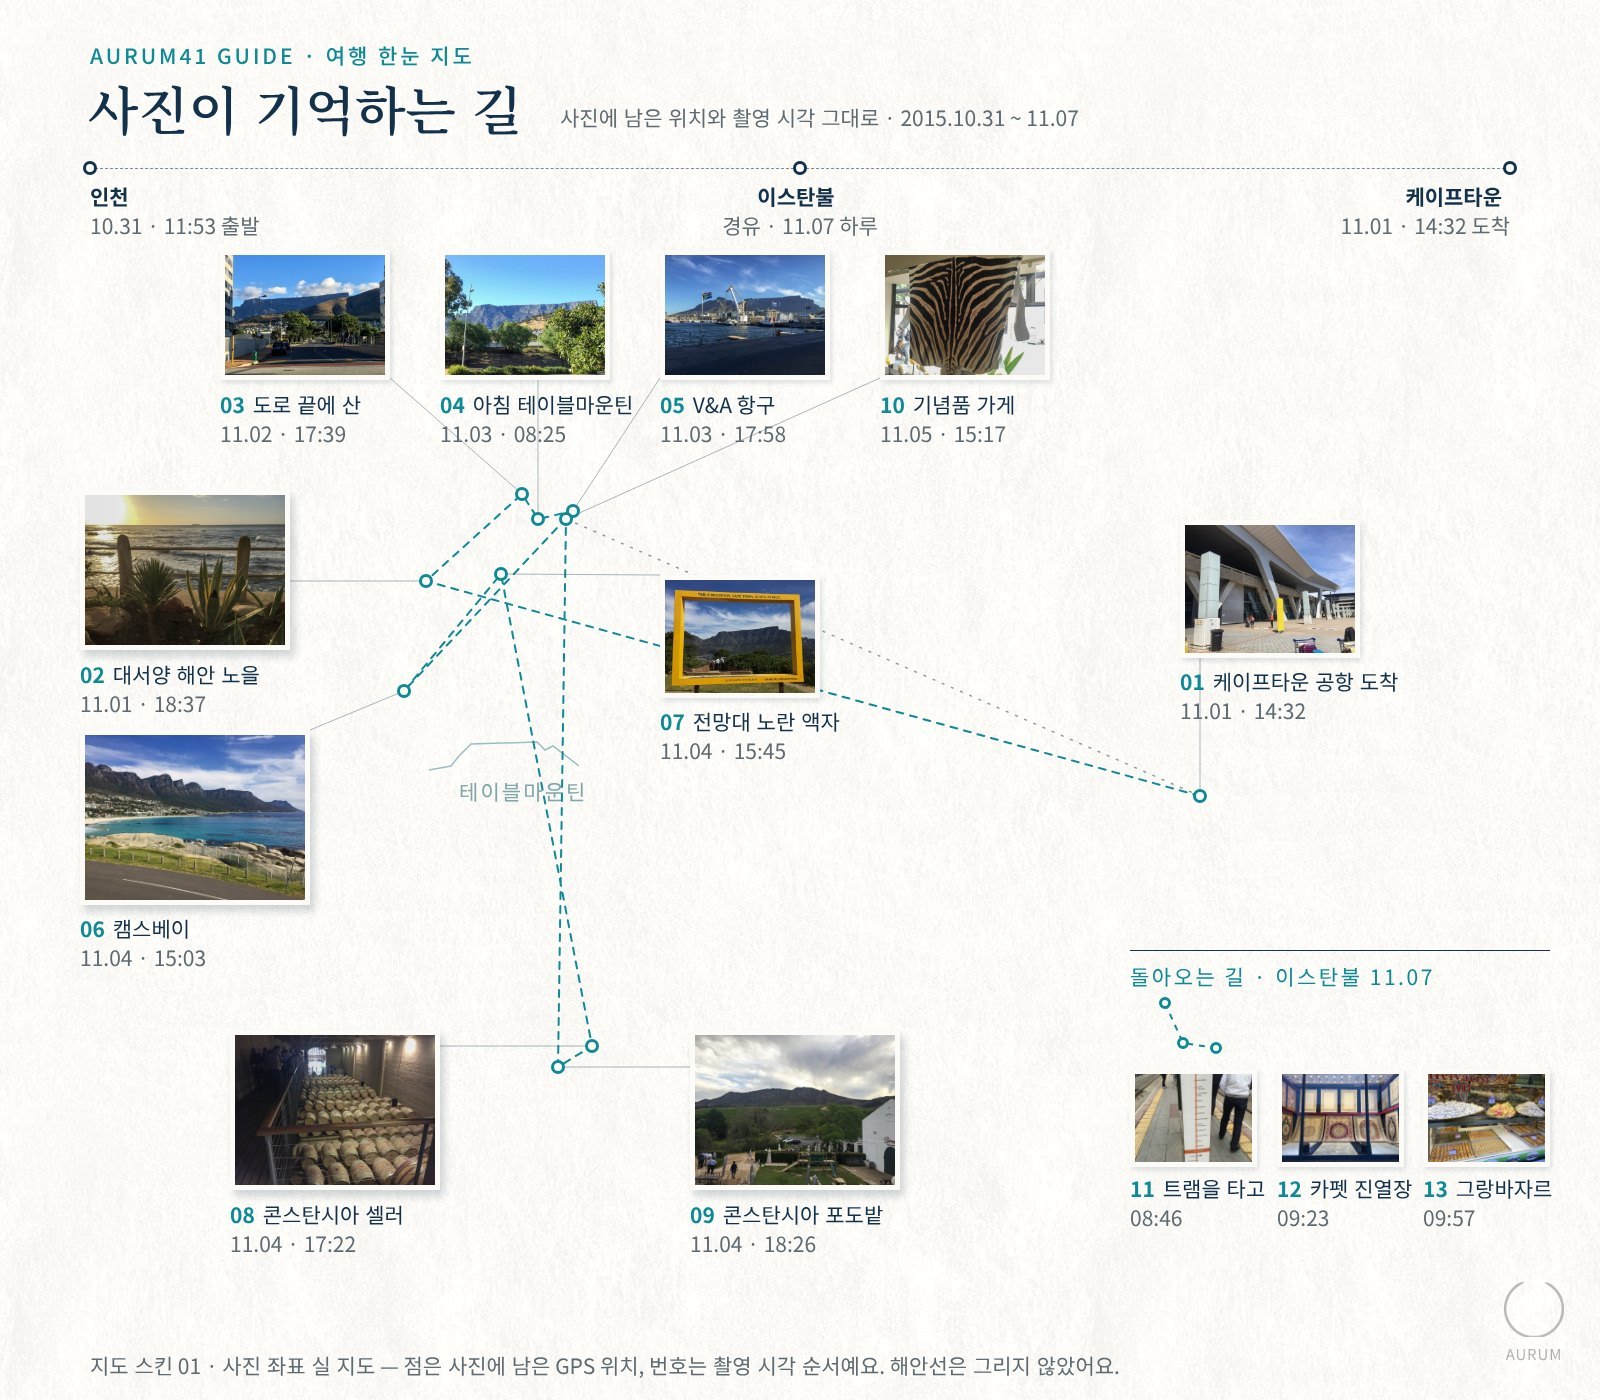 AURUM41 GUIDE · 여행 한눈 지도
사진이 기억하는 길
사진에 남은 위치와 촬영 시각 그대로 · 2015.10.31 ~ 11.07
인천
10.31 · 11:53 출발
이스탄불
경유 · 11.07 하루
케이프타운
11.01 · 14:32 도착
03 도로 끝에 산
11.02 · 17:39
04 아침 테이블마운틴
11.03 · 08:25
05 V&A 항구
11.03 · 17:58
10 기념품 가게
11.05 · 15:17
02 대서양 해안 노을
11.01 · 18:37
07 전망대 노란 액자
11.04 · 15:45
01 케이프타운 공항 도착
11.01 · 14:32
테이블마운틴
06 캠스베이
11.04 · 15:03
돌아오는 길 · 이스탄불 11.07
08 콘스탄시아 셀러
11.04 · 17:22
09 콘스탄시아 포도밭
11.04 · 18:26
11 트램을 타고
08:46
12 카펫 진열장
09:23
13 그랑바자르
09:57
지도 스킨 01 · 사진 좌표 실 지도 — 점은 사진에 남은 GPS 위치, 번호는 촬영 시각 순서예요. 해안선은 그리지 않았어요.
AURUM